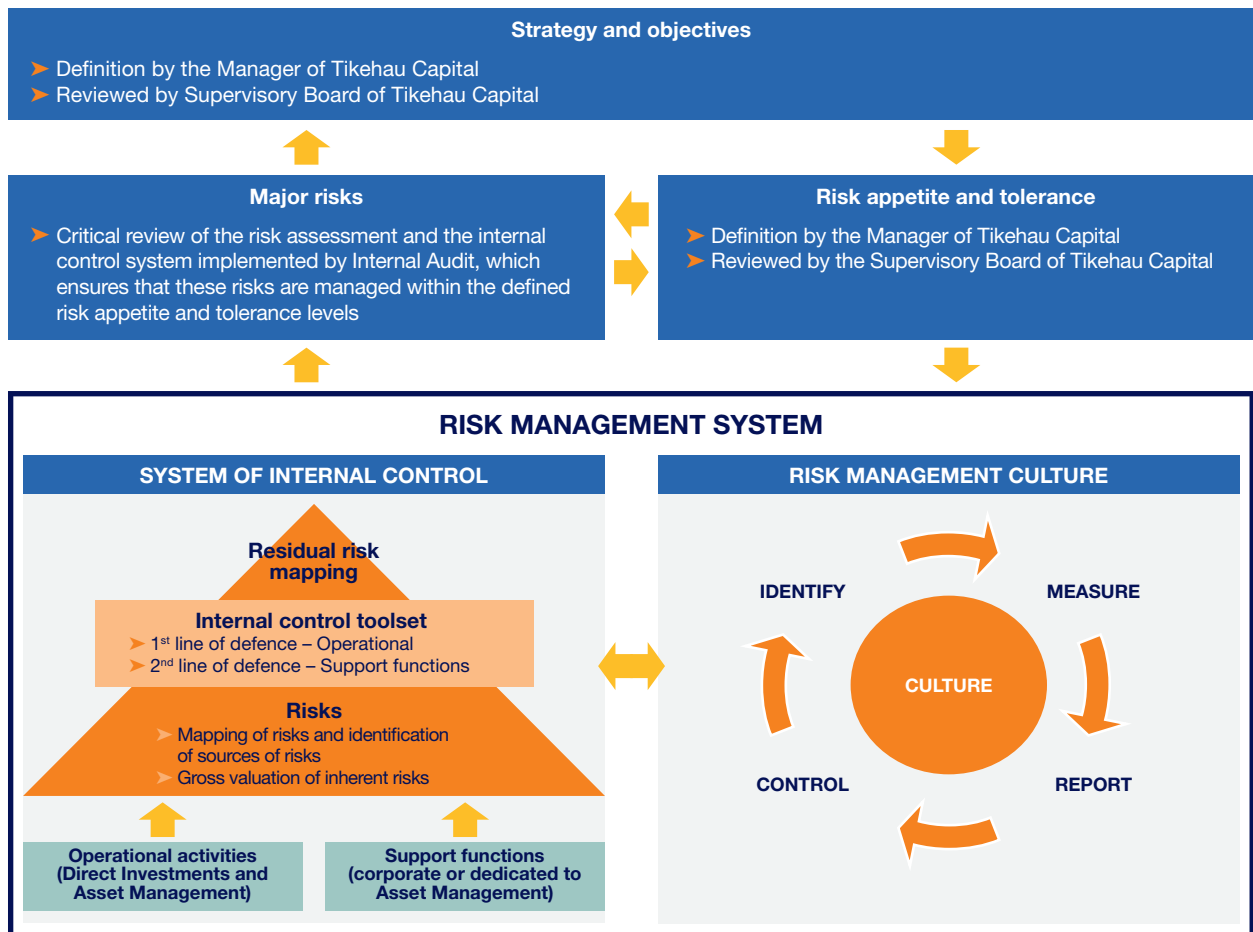 Strategy and objectives
➤ Definition by the Manager of Tikehau Capital
➤ Reviewed by Supervisory Board of Tikehau Capital
Major risks
➤ Critical review of the risk assessment and the internal
control system implemented by Internal Audit, which
ensures that these risks are managed within the defined
risk appetite and tolerance levels
Risk appetite and tolerance
➤ Definition by the Manager of Tikehau Capital
➤ Reviewed by the Supervisory Board of Tikehau Capital
RISK MANAGEMENT SYSTEM
SYSTEM OF INTERNAL CONTROL
Residual risk
mapping
Internal control toolset
➤ 1st line of defence – Operational
➤ 2nd line of defence – Support functions
Risks
➤ Mapping of risks and identification
of sources of risks
➤ Gross valuation of inherent risks
Operational activities
(Direct Investments and
Asset Management)
Support functions
(corporate or dedicated to
Asset Management)
RISK MANAGEMENT CULTURE
IDENTIFY
MEASURE
CULTURE
CONTROL
REPORT